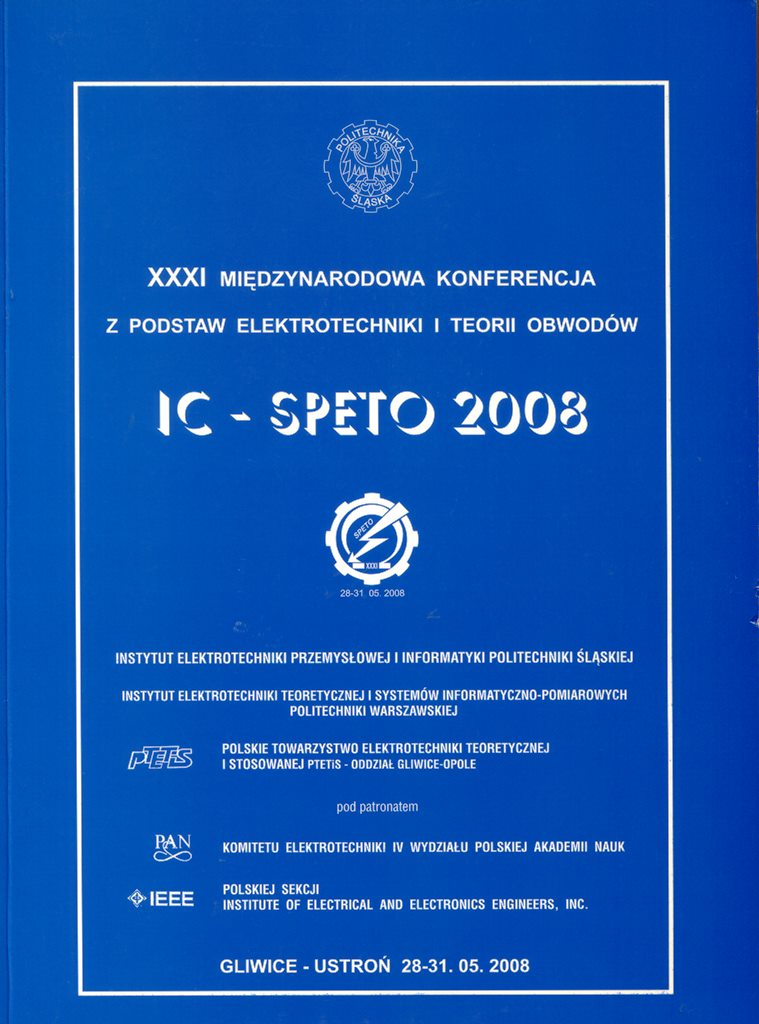 POLITECHNIKA
ŚLĄSKA
XXXI MIĘDZYNARODOWA KONFERENCJA
Z PODSTAW ELEKTROTECHNIKI I TEORII OBWODÓW
IC - SPETO 2008
SPETO
XXXI
28-31 05. 2008
INSTYTUT ELEKTROTECHNIKI PRZEMYSŁOWEJ I INFORMATYKI POLITECHNIKI ŚLĄSKIEJ
INSTYTUT ELEKTROTECHNIKI TEORETYCZNEJ I SYSTEMÓW INFORMATYCZNO-POMIAROWYCH
POLITECHNIKI WARSZAWSKIEJ
PTETiS
POLSKIE TOWARZYSTWO ELEKTROTECHNIKI TEORETYCZNEJ
I STOSOWANEJ PTETiS - ODDZIAŁ GLIWICE-OPOLE
pod patronatem
PAN
KOMITETU ELEKTROTECHNIKI IV WYDZIAŁU POLSKIEJ AKADEMII NAUK
IEEE
POLSKIEJ SEKCJI
INSTITUTE OF ELECTRICAL AND ELECTRONICS ENGINEERS, INC.
GLIWICE - USTROŃ 28-31. 05. 2008